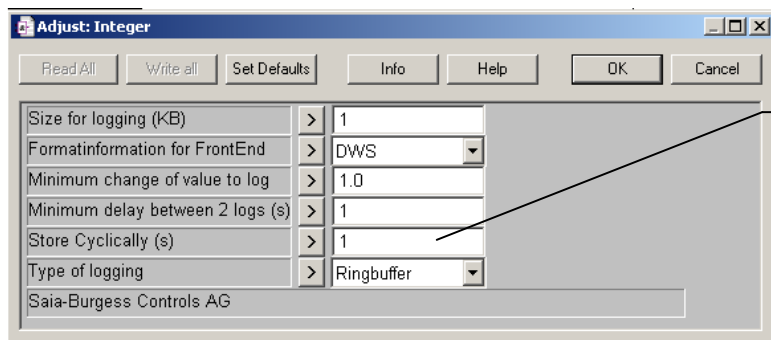 Adjust: Integer
Read All Write all Set Defaults Info Help OK Cancel
Size for logging (KB) > 1
Formatinformation for FrontEnd > DWS
Minimum change of value to log > 1.0
Minimum delay between 2 logs (s) > 1
Store Cyclically (s) > 1
Type of logging > Ringbuffer
Saia-Burgess Controls AG